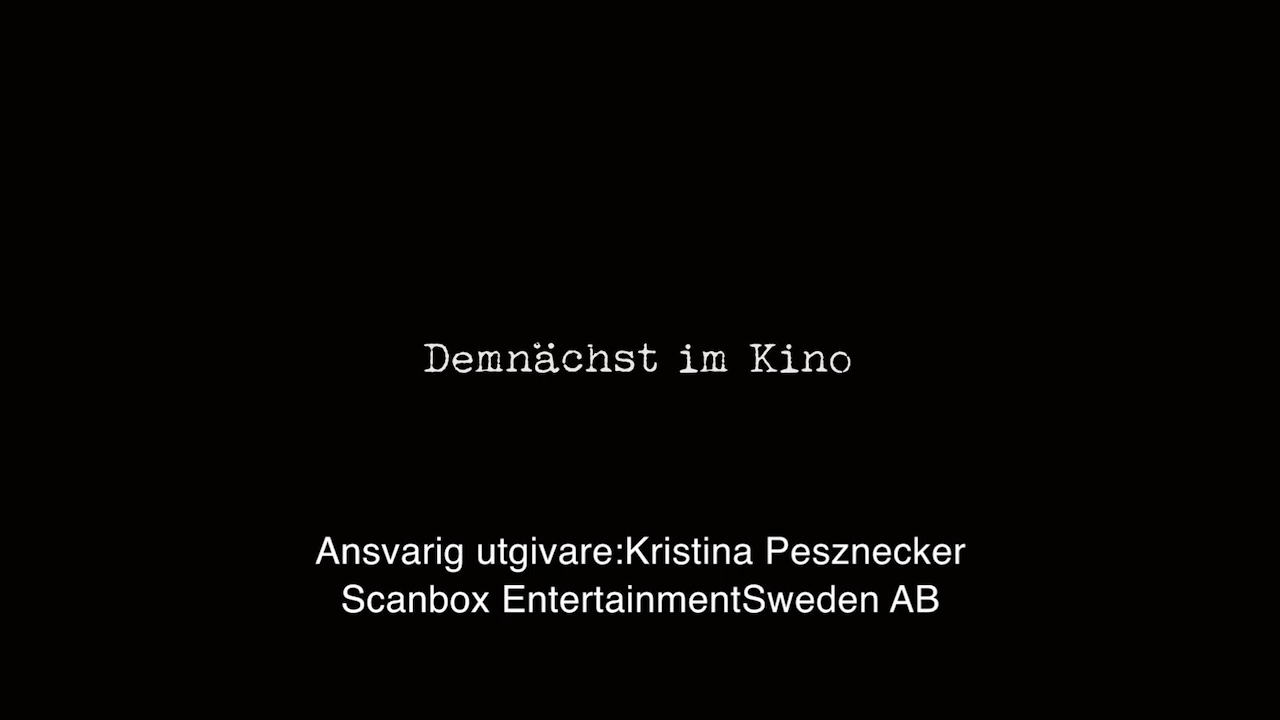 Demnächst im Kino
Ansvarig utgivare:Kristina Pesznecker
Scanbox EntertainmentSweden AB